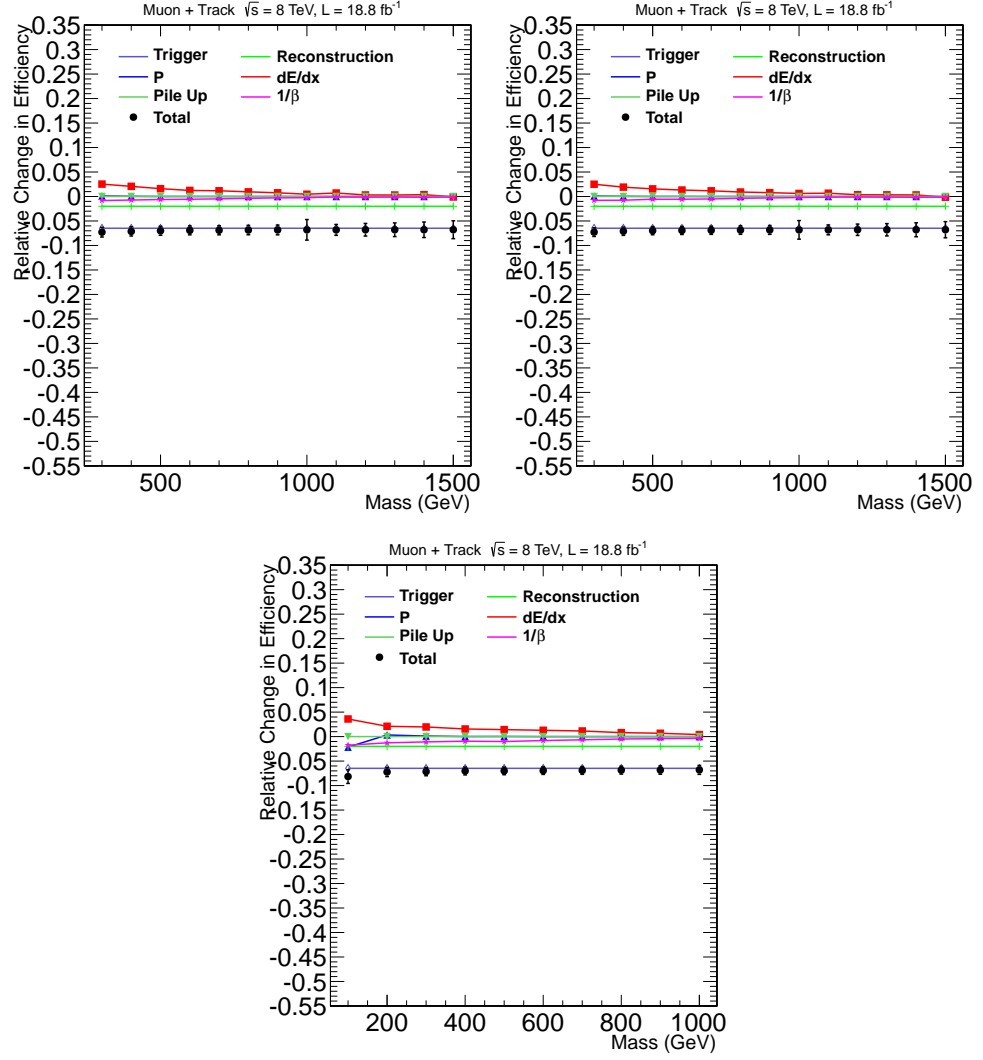 Muon + Track √s = 8 TeV, L = 18.8 fb⁻¹
Relative Change in Efficiency
0.35
0.3
0.25
0.2
0.15
0.1
0.05
0
-0.05
-0.1
-0.15
-0.2
-0.25
-0.3
-0.35
-0.4
-0.45
-0.5
-0.55
Trigger
P
Pile Up
Total
Reconstruction
dE/dx
1/β
500 1000 1500
Mass (GeV)
Muon + Track √s = 8 TeV, L = 18.8 fb⁻¹
Relative Change in Efficiency
0.35
0.3
0.25
0.2
0.15
0.1
0.05
0
-0.05
-0.1
-0.15
-0.2
-0.25
-0.3
-0.35
-0.4
-0.45
-0.5
-0.55
Trigger
P
Pile Up
Total
Reconstruction
dE/dx
1/β
500 1000 1500
Mass (GeV)
Muon + Track √s = 8 TeV, L = 18.8 fb⁻¹
Relative Change in Efficiency
0.35
0.3
0.25
0.2
0.15
0.1
0.05
0
-0.05
-0.1
-0.15
-0.2
-0.25
-0.3
-0.35
-0.4
-0.45
-0.5
-0.55
Trigger
P
Pile Up
Total
Reconstruction
dE/dx
1/β
200 400 600 800 1000
Mass (GeV)